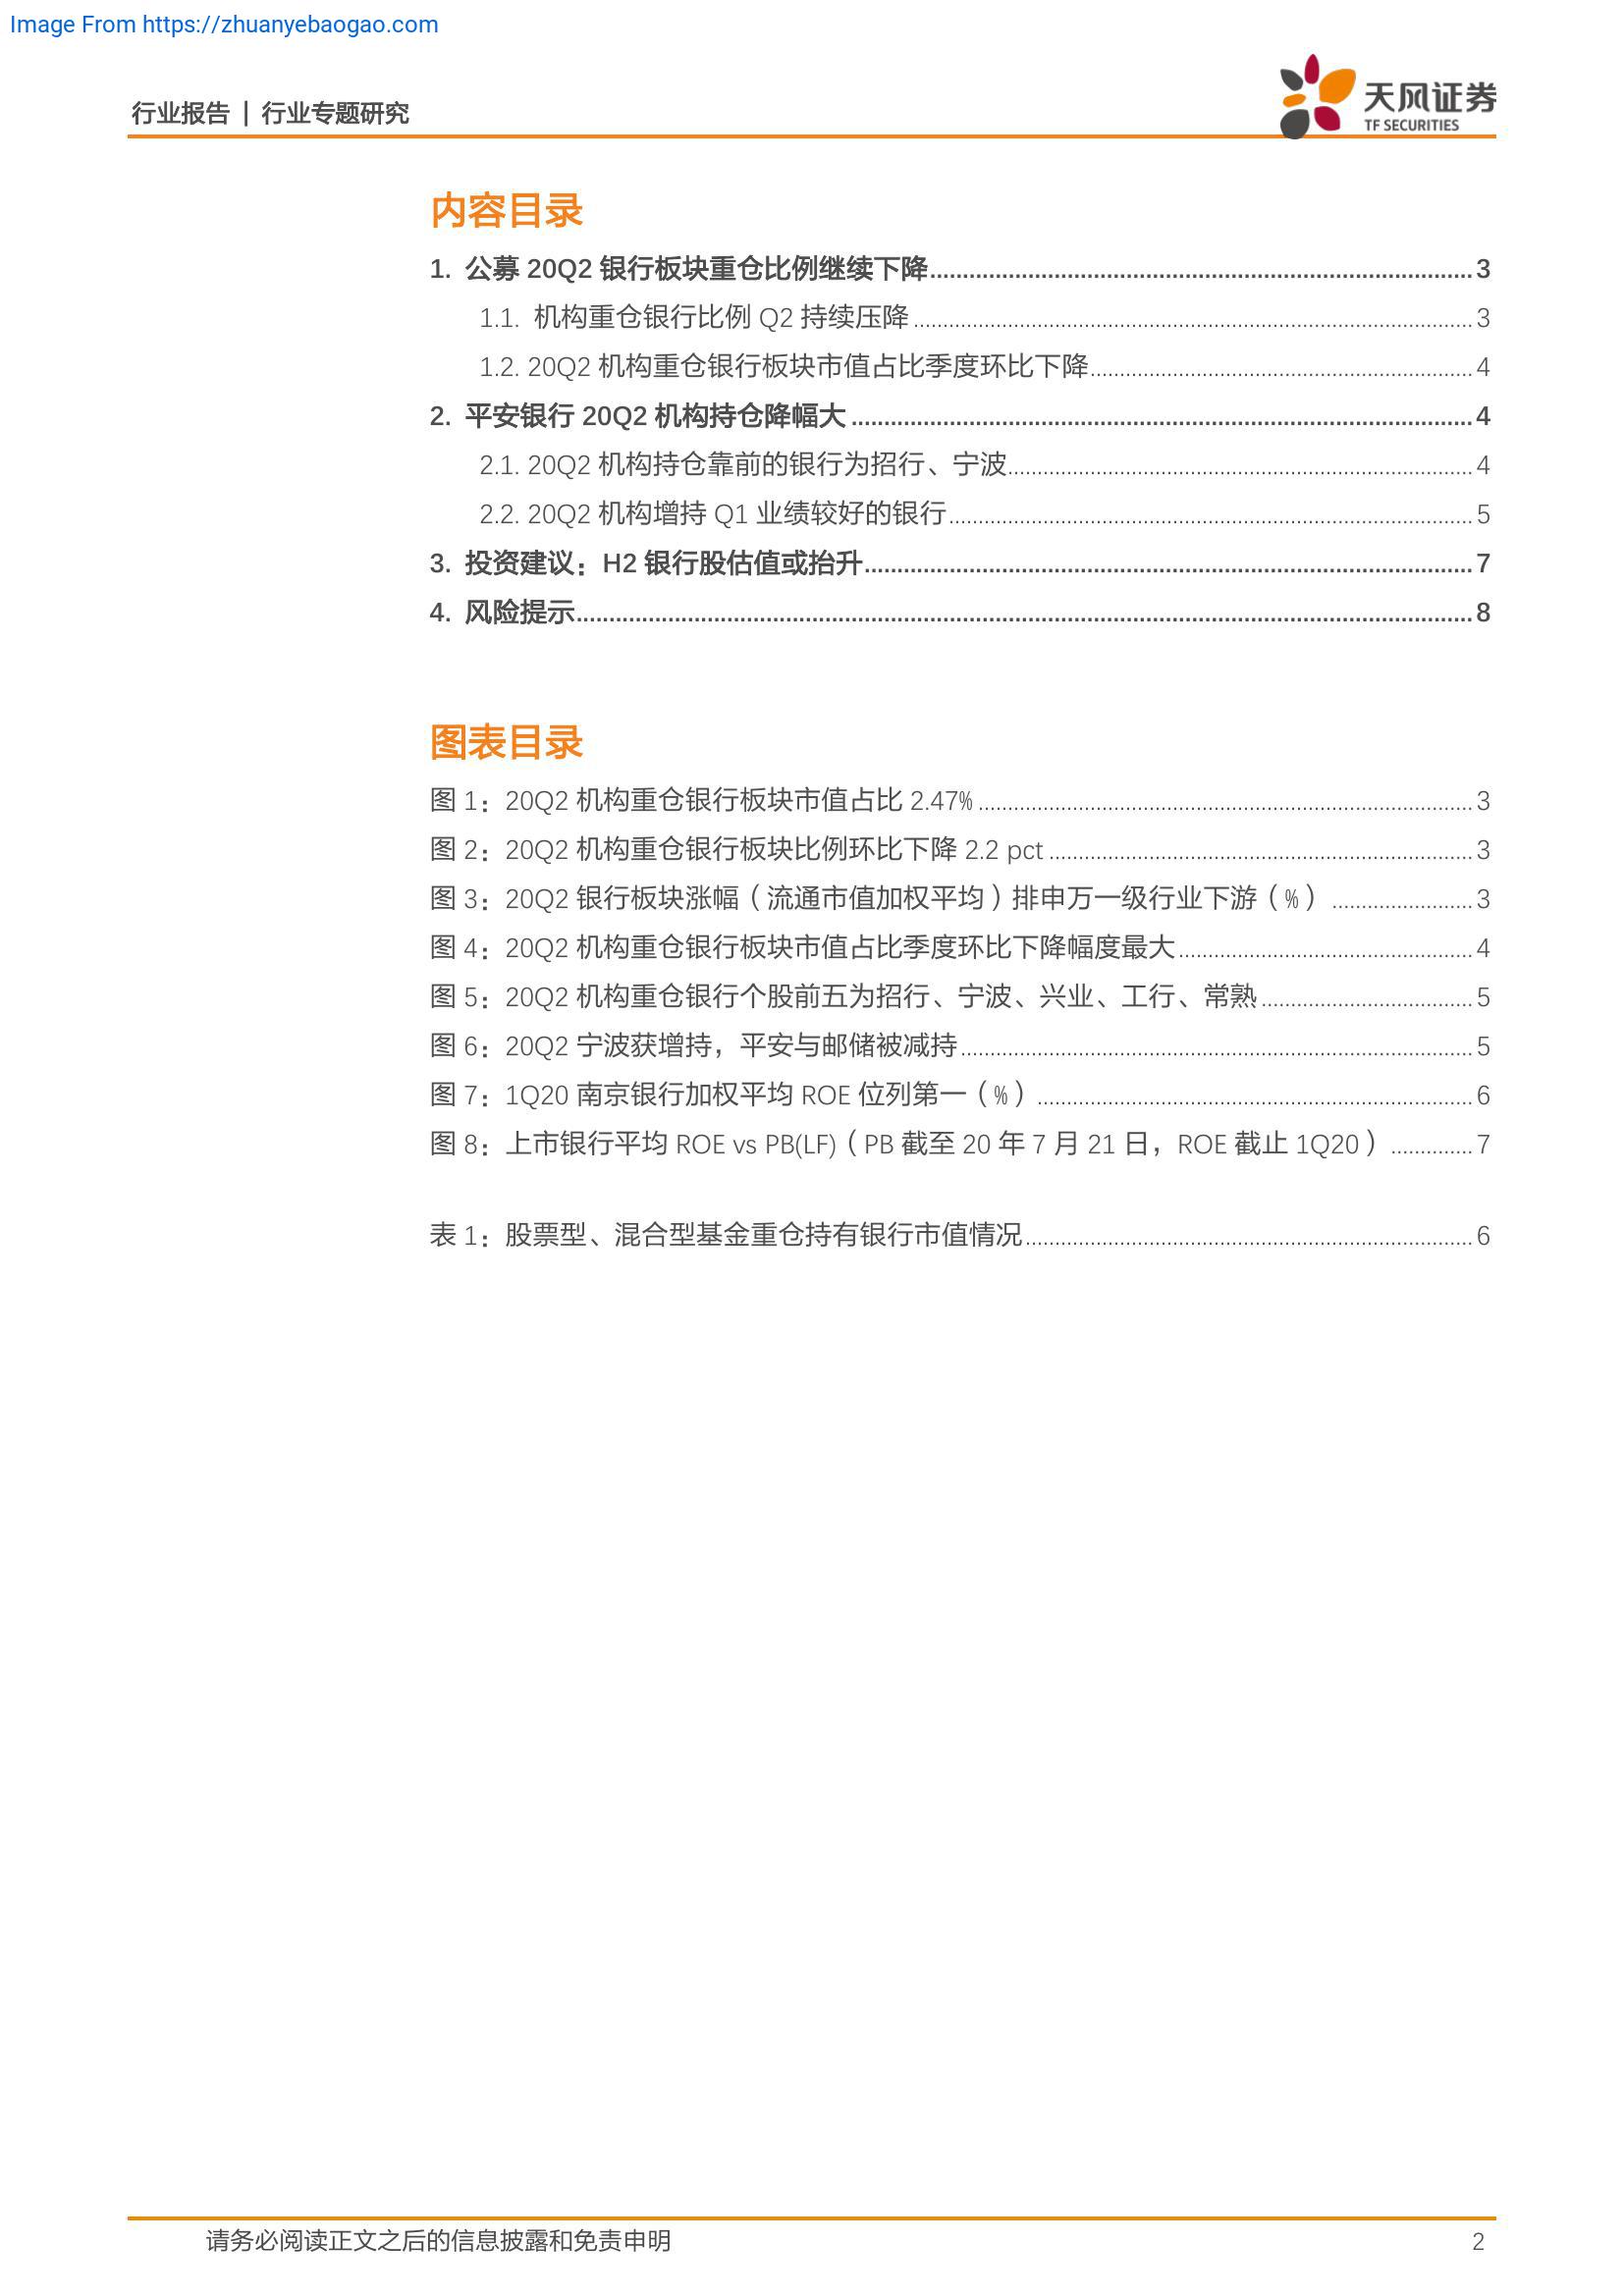 Image From https://zhuanyebaogao.com
行业报告 | 行业专题研究
天风证券
TF SECURITIES
内容目录
1. 公募 20Q2 银行板块重仓比例继续下降 3
1.1. 机构重仓银行比例 Q2 持续压降 3
1.2. 20Q2 机构重仓银行板块市值占比季度环比下降 4
2. 平安银行 20Q2 机构持仓降幅大 4
2.1. 20Q2 机构持仓靠前的银行为招行、宁波 4
2.2. 20Q2 机构增持 Q1 业绩较好的银行 5
3. 投资建议：H2 银行股估值或抬升 7
4. 风险提示 8
图表目录
图 1：20Q2 机构重仓银行板块市值占比 2.47% 3
图 2：20Q2 机构重仓银行板块比例环比下降 2.2 pct 3
图 3：20Q2 银行板块涨幅（流通市值加权平均）排申万一级行业下游（%） 3
图 4：20Q2 机构重仓银行板块市值占比季度环比下降幅度最大 4
图 5：20Q2 机构重仓银行个股前五为招行、宁波、兴业、工行、常熟 5
图 6：20Q2 宁波获增持，平安与邮储被减持 5
图 7：1Q20 南京银行加权平均 ROE 位列第一（%） 6
图 8：上市银行平均 ROE vs PB(LF)（PB 截至 20 年 7 月 21 日，ROE 截止 1Q20） 7
表 1：股票型、混合型基金重仓持有银行市值情况 6
请务必阅读正文之后的信息披露和免责申明 2